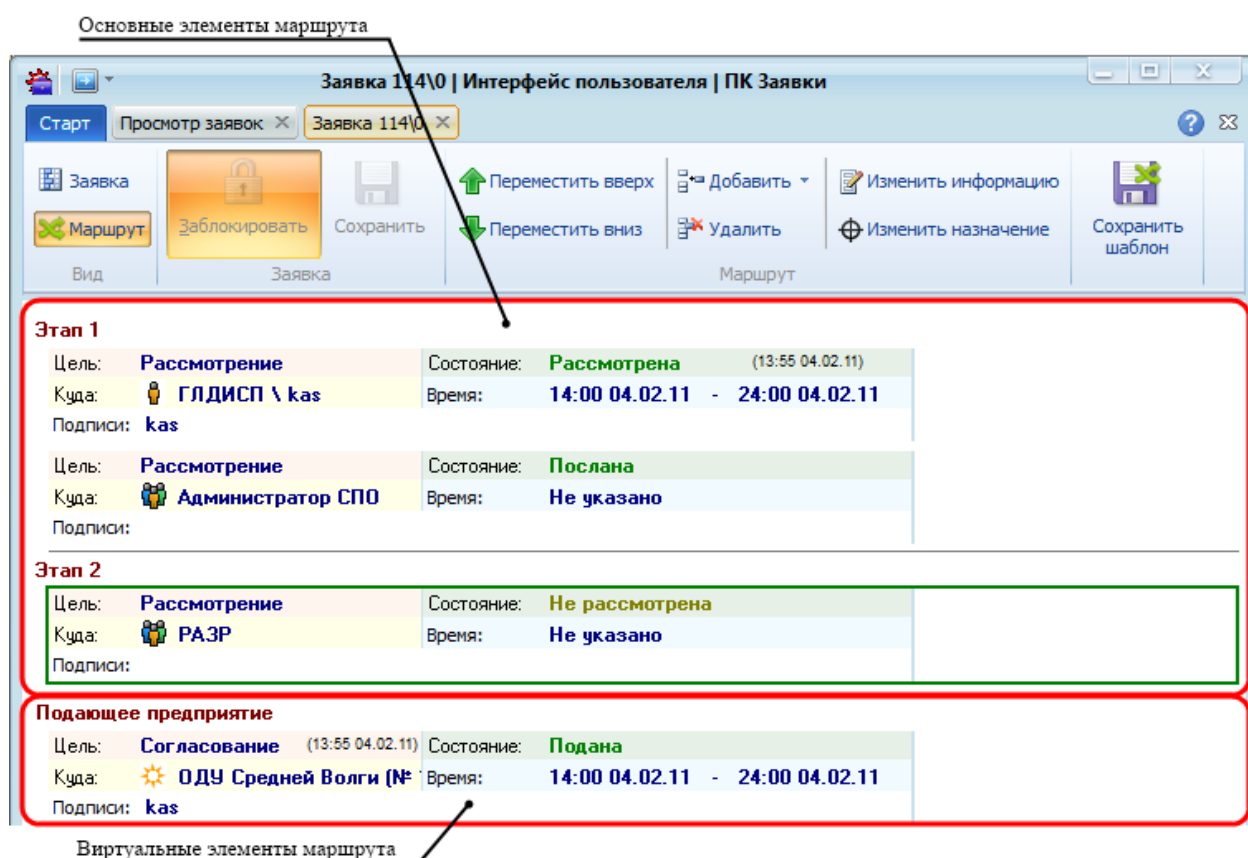 Основные элементы маршрута
Заявка 114\0 | Интерфейс пользователя | ПК Заявки
Старт Просмотр заявок Заявка 114\0
Заявка Переместить вверх Добавить Изменить информацию
Маршрут Заблокировать Сохранить Переместить вниз Удалить Изменить назначение Сохранить шаблон
Вид Заявка Маршрут
Этап 1
Цель: Рассмотрение Состояние: Рассмотрена (13:55 04.02.11)
Куда: ГЛДИСП \ kas Время: 14:00 04.02.11 - 24:00 04.02.11
Подписи: kas
Цель: Рассмотрение Состояние: Послана
Куда: Администратор СПО Время: Не указано
Подписи:
Этап 2
Цель: Рассмотрение Состояние: Не рассмотрена
Куда: РАЗР Время: Не указано
Подписи:
Подающее предприятие
Цель: Согласование (13:55 04.02.11) Состояние: Подана
Куда: ОДУ Средней Волги (№ Время: 14:00 04.02.11 - 24:00 04.02.11
Подписи: kas
Виртуальные элементы маршрута